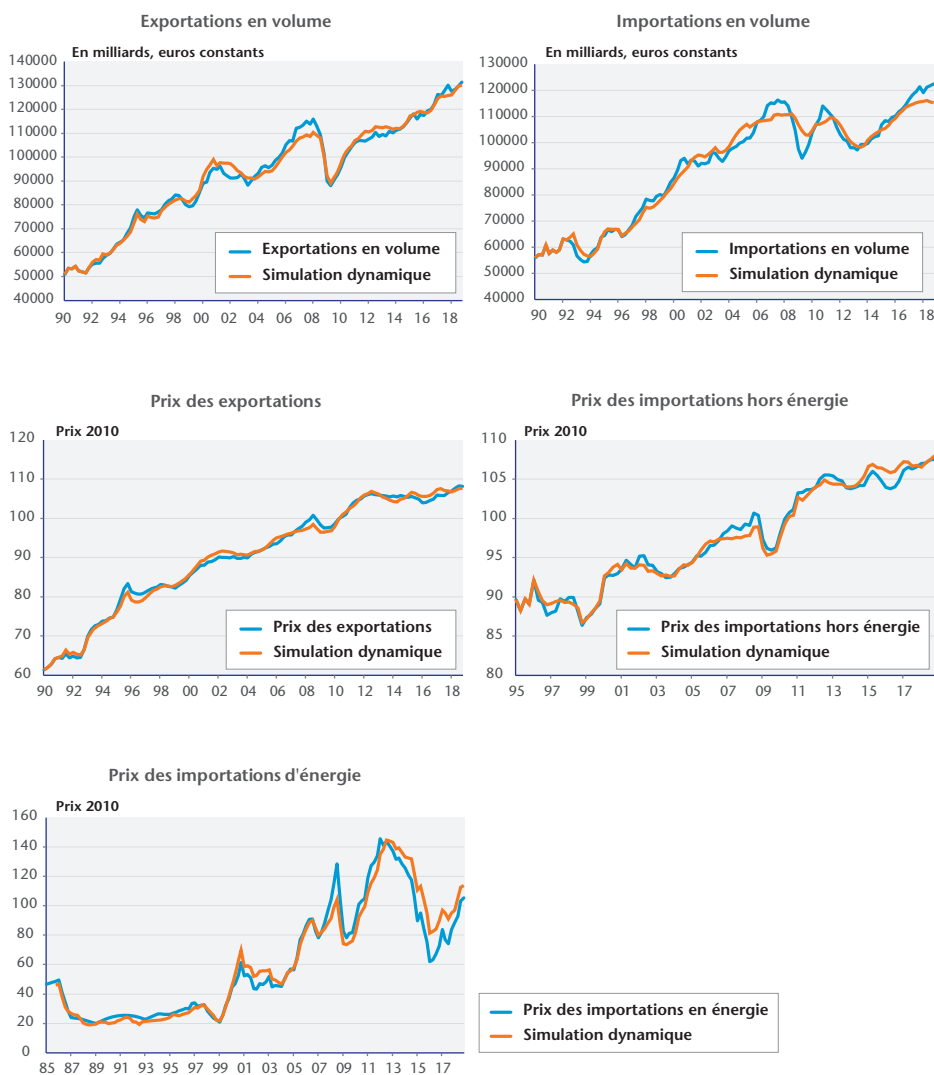 Exportations en volume
En milliards, euros constants
140000
130000
120000
110000
100000
90000
80000
70000
60000
50000
40000
Exportations en volume
Simulation dynamique
90 92 94 96 98 00 02 04 06 08 10 12 14 16 18
Importations en volume
En milliards, euros constants
130000
120000
110000
100000
90000
80000
70000
60000
50000
40000
Importations en volume
Simulation dynamique
90 92 94 96 98 00 02 04 06 08 10 12 14 16 18
Prix des exportations
Prix 2010
120
110
100
90
80
70
60
Prix des exportations
Simulation dynamique
90 92 94 96 98 00 02 04 06 08 10 12 14 16 18
Prix des importations hors énergie
Prix 2010
110
105
100
95
90
85
80
Prix des importations hors énergie
Simulation dynamique
95 97 99 01 03 05 07 09 11 13 15 17
Prix des importations d'énergie
Prix 2010
160
140
120
100
80
60
40
20
0
85 87 89 91 93 95 97 99 01 03 05 07 09 11 13 15 17
Prix des importations en énergie
Simulation dynamique